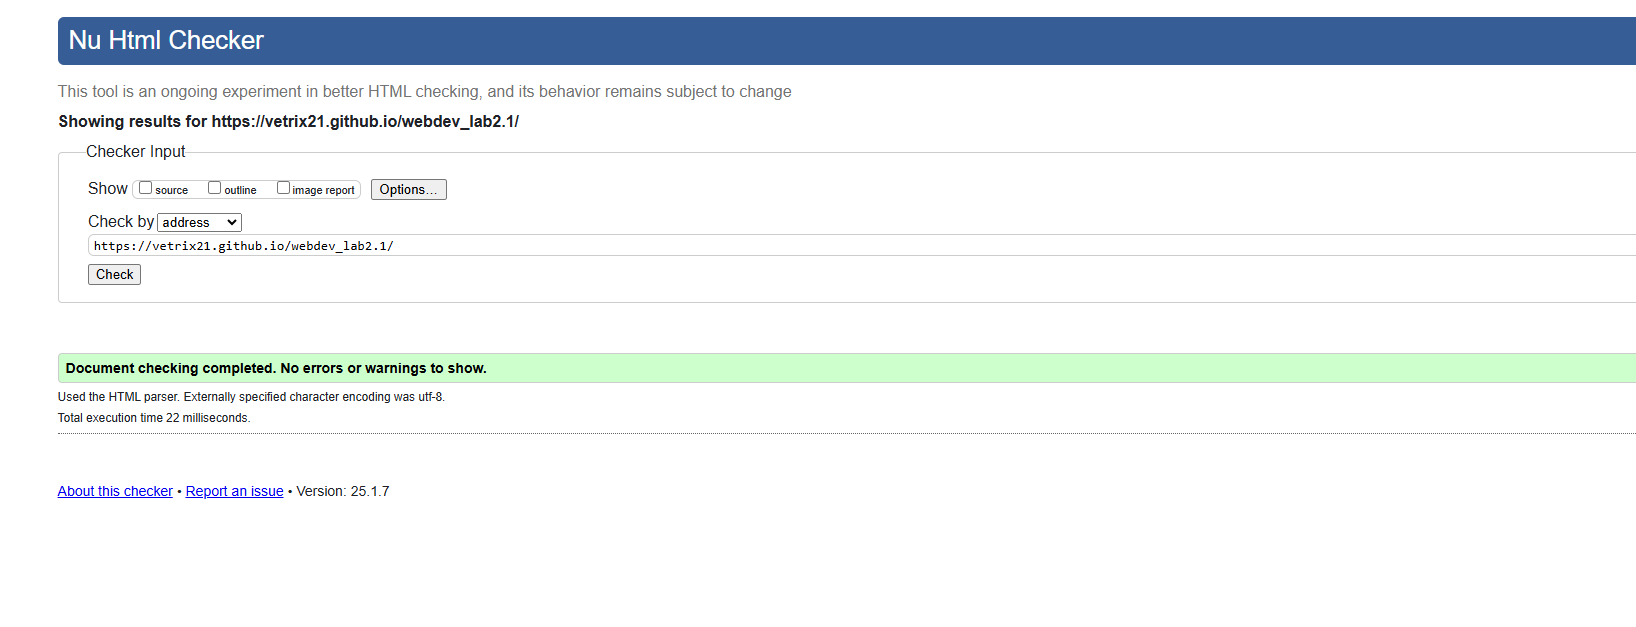 Nu Html Checker
This tool is an ongoing experiment in better HTML checking, and its behavior remains subject to change
Showing results for https://vetrix21.github.io/webdev_lab2.1/
Checker Input
Show source outline image report Options...
Check by address
https://vetrix21.github.io/webdev_lab2.1/
Check
Document checking completed. No errors or warnings to show.
Used the HTML parser. Externally specified character encoding was utf-8.
Total execution time 22 milliseconds.
About this checker • Report an issue • Version: 25.1.7